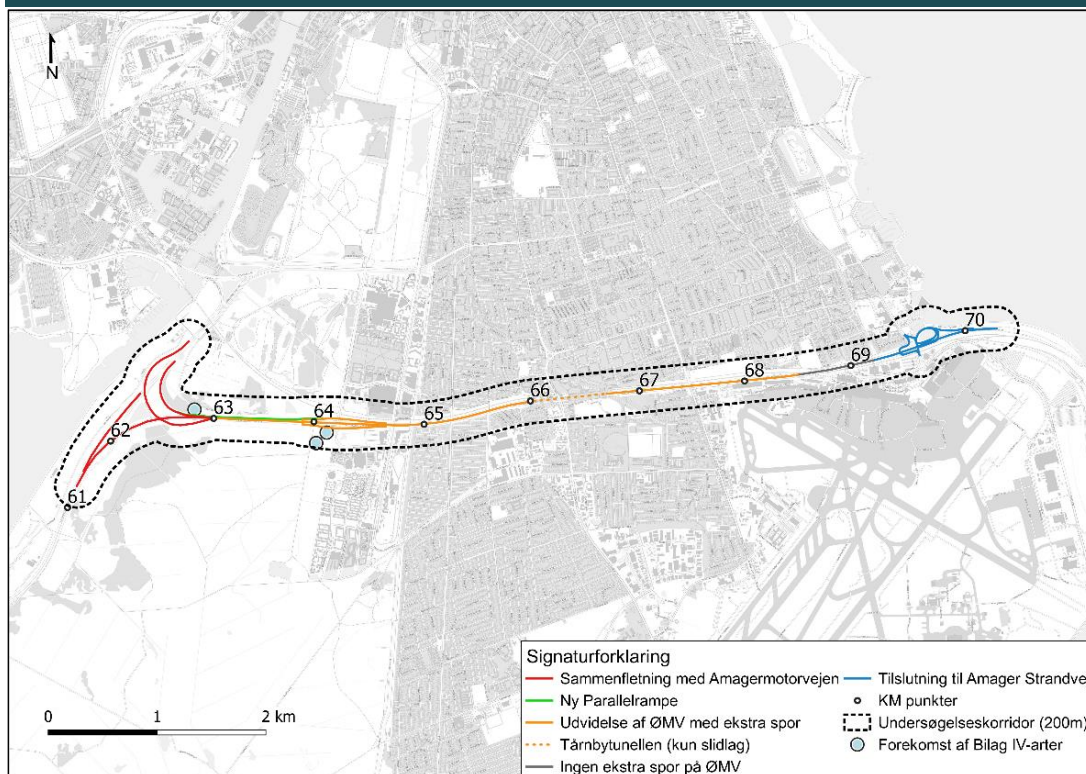 N
70
69
68
67
66
65
64
63
62
61
0 1 2 km
Signaturforklaring
Sammenfletning med Amagermotorvejen
Ny Parallelrampe
Udvidelse af ØMV med ekstra spor
Tårnbytunellen (kun slidlag)
Ingen ekstra spor på ØMV
Tilslutning til Amager Strandve
KM punkter
Undersøgelseskorridor (200m)
Forekomst af Bilag IV-arter